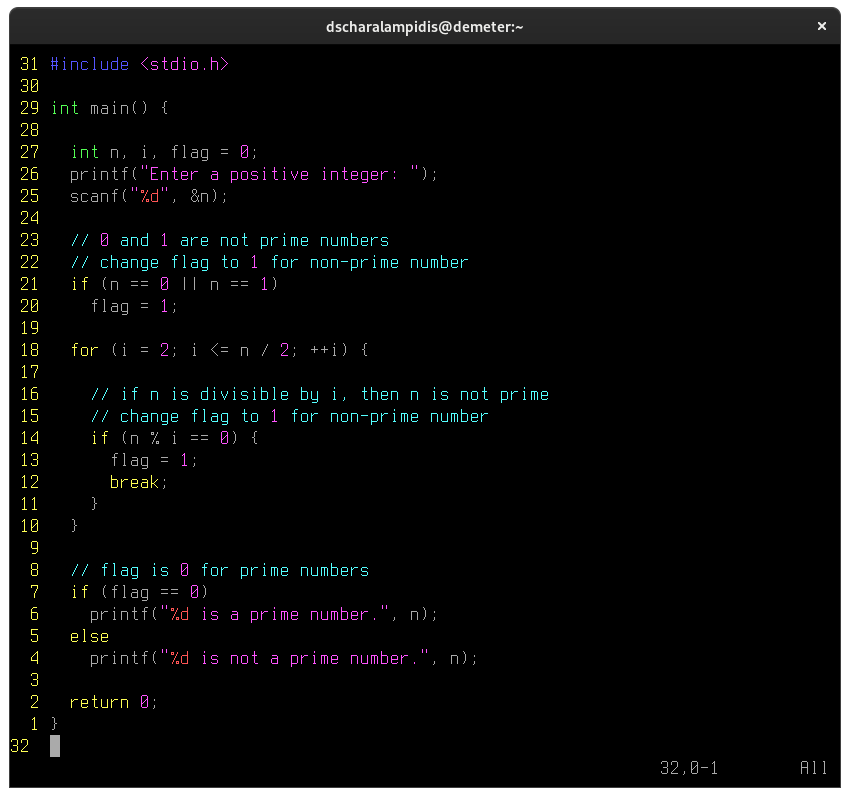 dscharalampidis@demeter:~ ×
31 #include <stdio.h>
30
29 int main() {
28
27   int n, i, flag = 0;
26   printf("Enter a positive integer: ");
25   scanf("%d", &n);
24
23   // 0 and 1 are not prime numbers
22   // change flag to 1 for non-prime number
21   if (n == 0 || n == 1)
20     flag = 1;
19
18   for (i = 2; i <= n / 2; ++i) {
17
16     // if n is divisible by i, then n is not prime
15     // change flag to 1 for non-prime number
14     if (n % i == 0) {
13       flag = 1;
12       break;
11     }
10   }
 9
 8   // flag is 0 for prime numbers
 7   if (flag == 0)
 6     printf("%d is a prime number.", n);
 5   else
 4     printf("%d is not a prime number.", n);
 3
 2   return 0;
 1 }
32
32,0-1 All